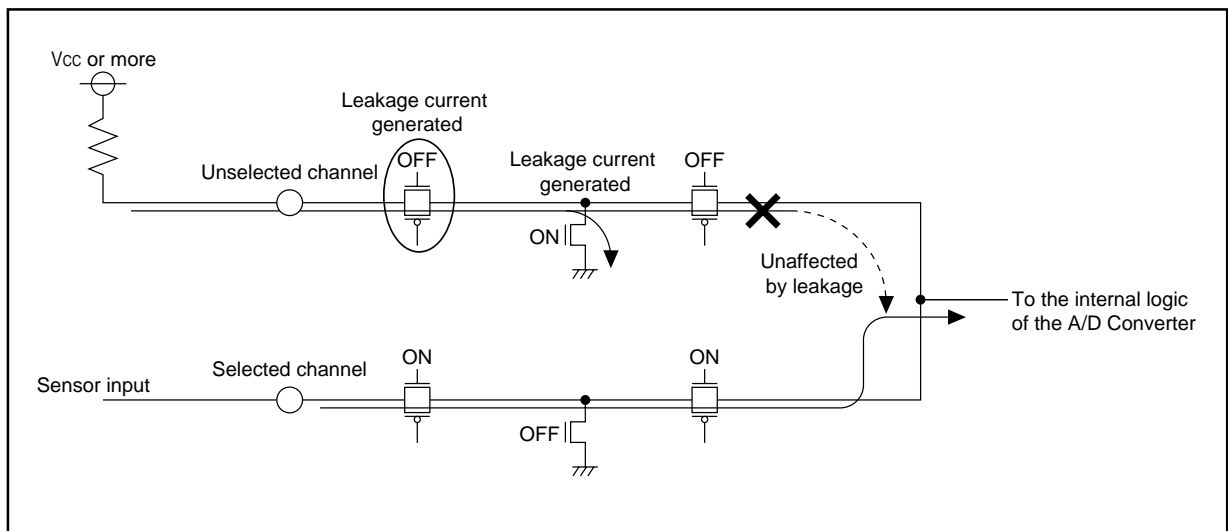 Vcc or more
Leakage current
generated
OFF
Unselected channel
Leakage current
generated
OFF
ON
Unaffected
by leakage
To the internal logic
of the A/D Converter
Sensor input
Selected channel
ON
ON
OFF